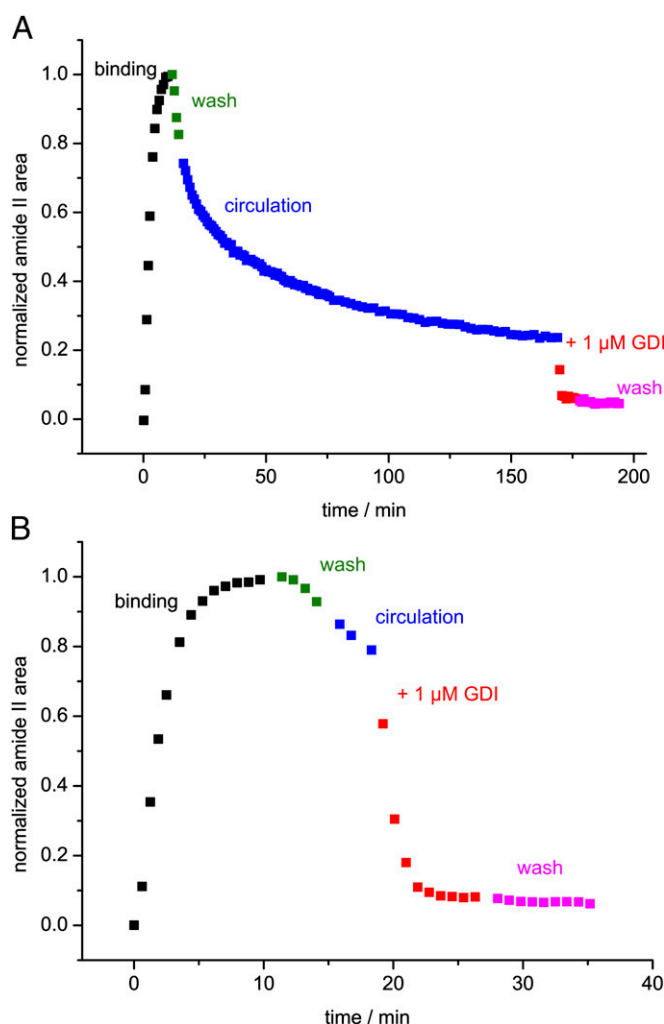 A
binding
wash
circulation
+ 1 µM GDI
wash
normalized amide II area
1.0
0.8
0.6
0.4
0.2
0.0
0 50 100 150 200
time / min
B
wash
binding
circulation
+ 1 µM GDI
wash
normalized amide II area
1.0
0.8
0.6
0.4
0.2
0.0
0 10 20 30 40
time / min